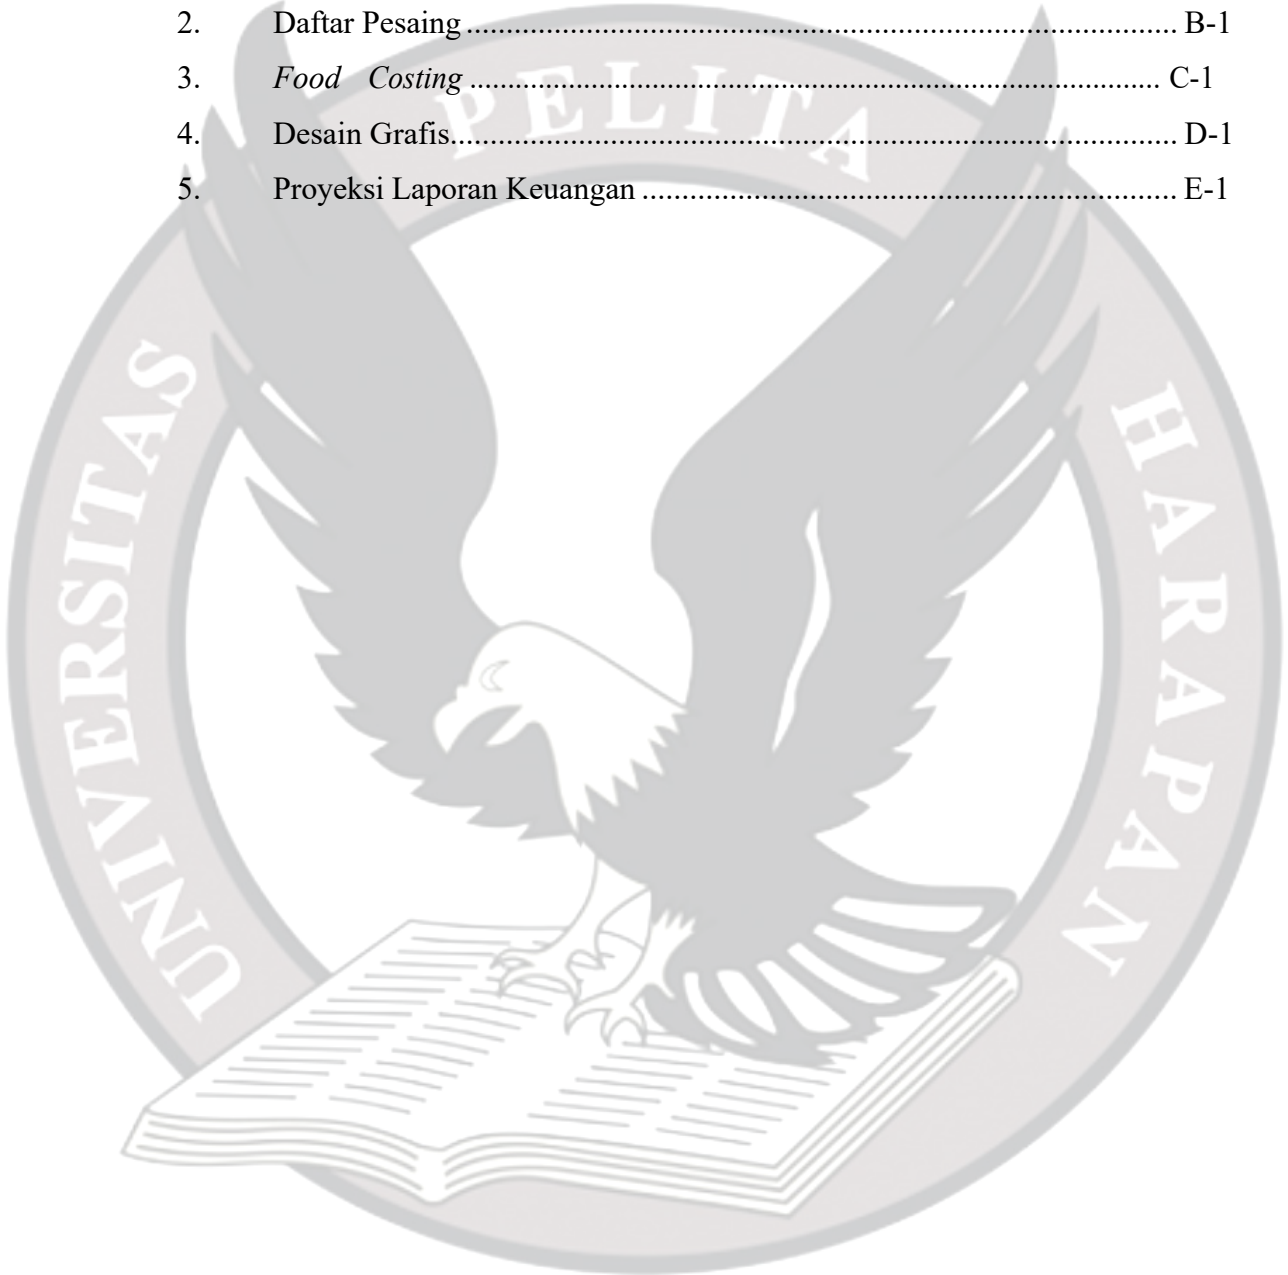 2. Daftar Pesaing ........................................................................................... B-1
3. Food Costing ........................................................................................ C-1
4. Desain Grafis............................................................................................. D-1
5. Proyeksi Laporan Keuangan .................................................................... E-1
UNIVERSITAS PELITA HARAPAN